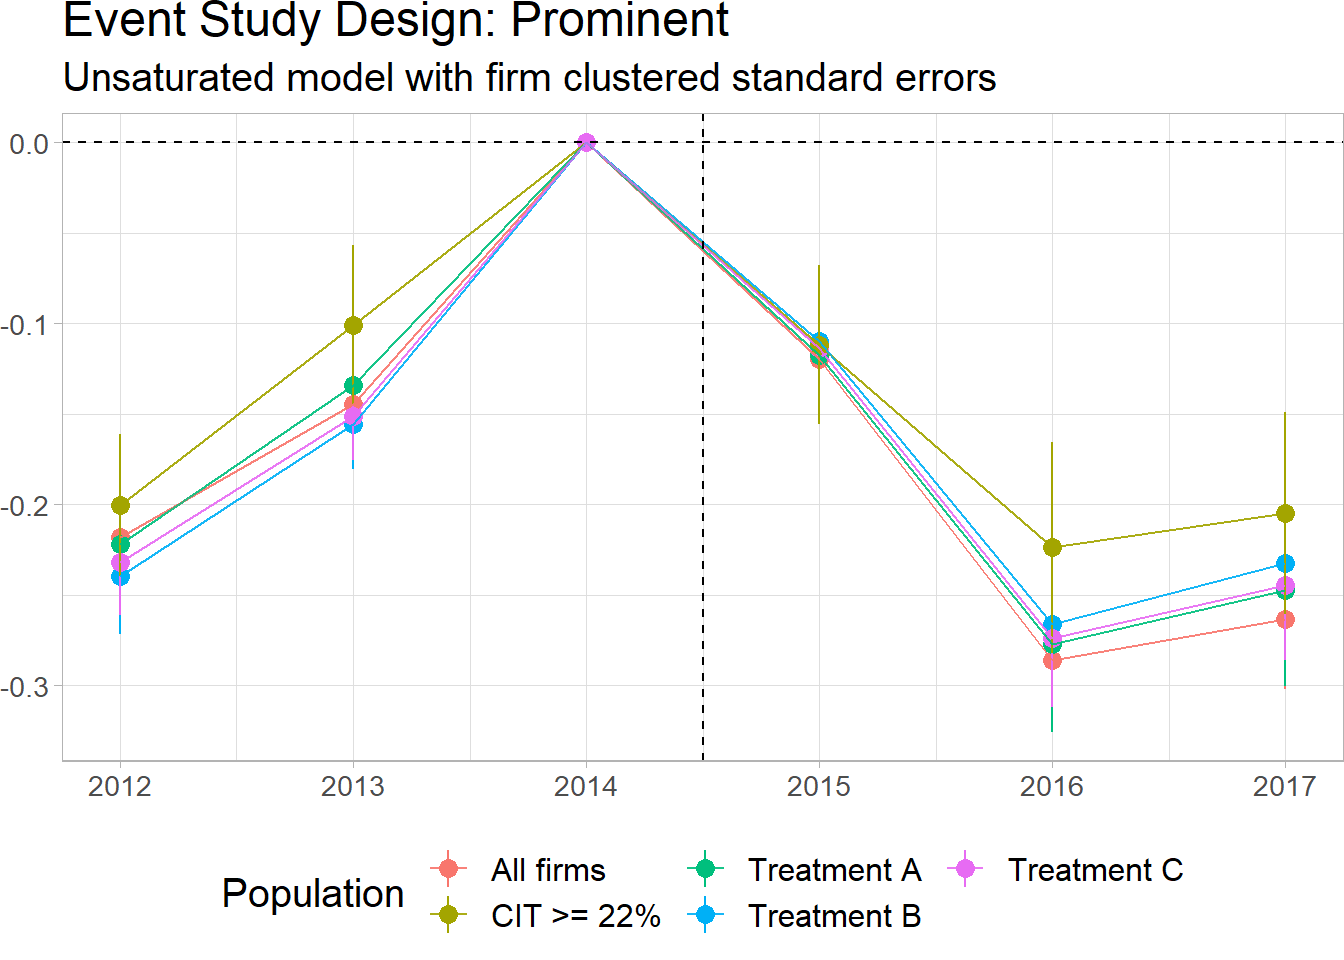 Event Study Design: Prominent
Unsaturated model with firm clustered standard errors
0.0
-0.1
-0.2
-0.3
2012 2013 2014 2015 2016 2017
Population
All firms Treatment A Treatment C
CIT >= 22% Treatment B